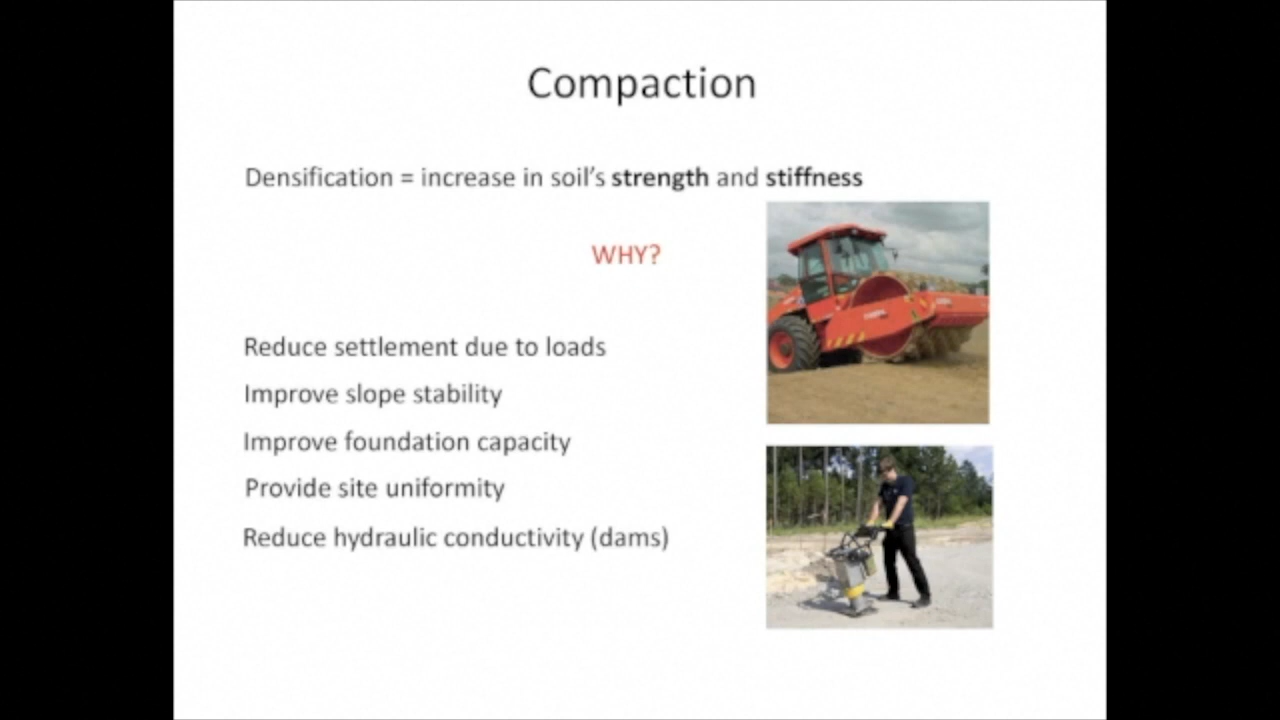 Compaction
Densification = increase in soil's strength and stiffness
WHY?
Reduce settlement due to loads
Improve slope stability
Improve foundation capacity
Provide site uniformity
Reduce hydraulic conductivity (dams)